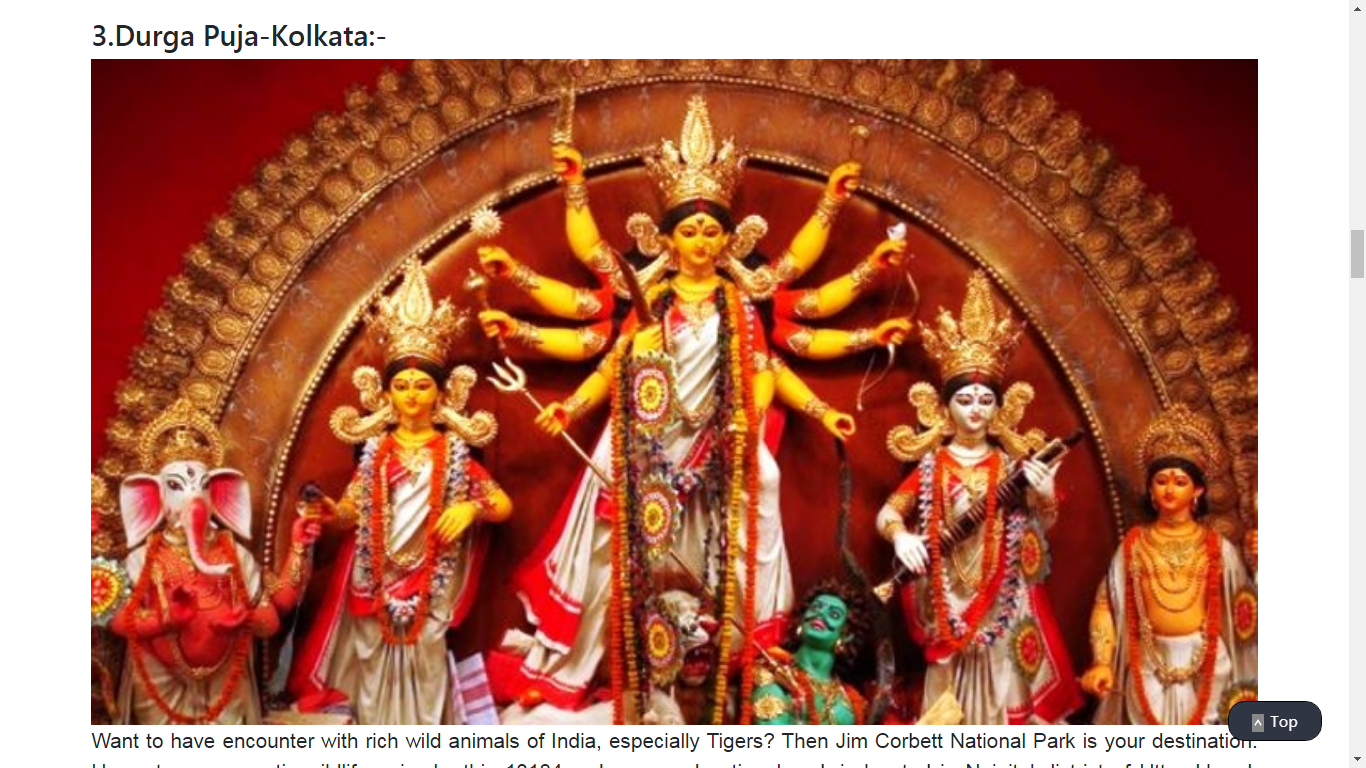 3.Durga Puja-Kolkata:-
Top
Want to have encounter with rich wild animals of India, especially Tigers? Then Jim Corbett National Park is your destination.